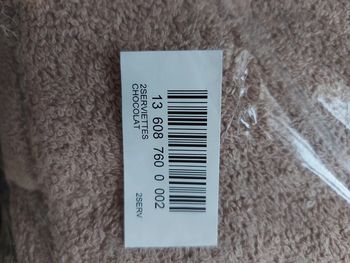 13 608 760 0 002
2SERVIETTES
CHOCOLAT
2SERV